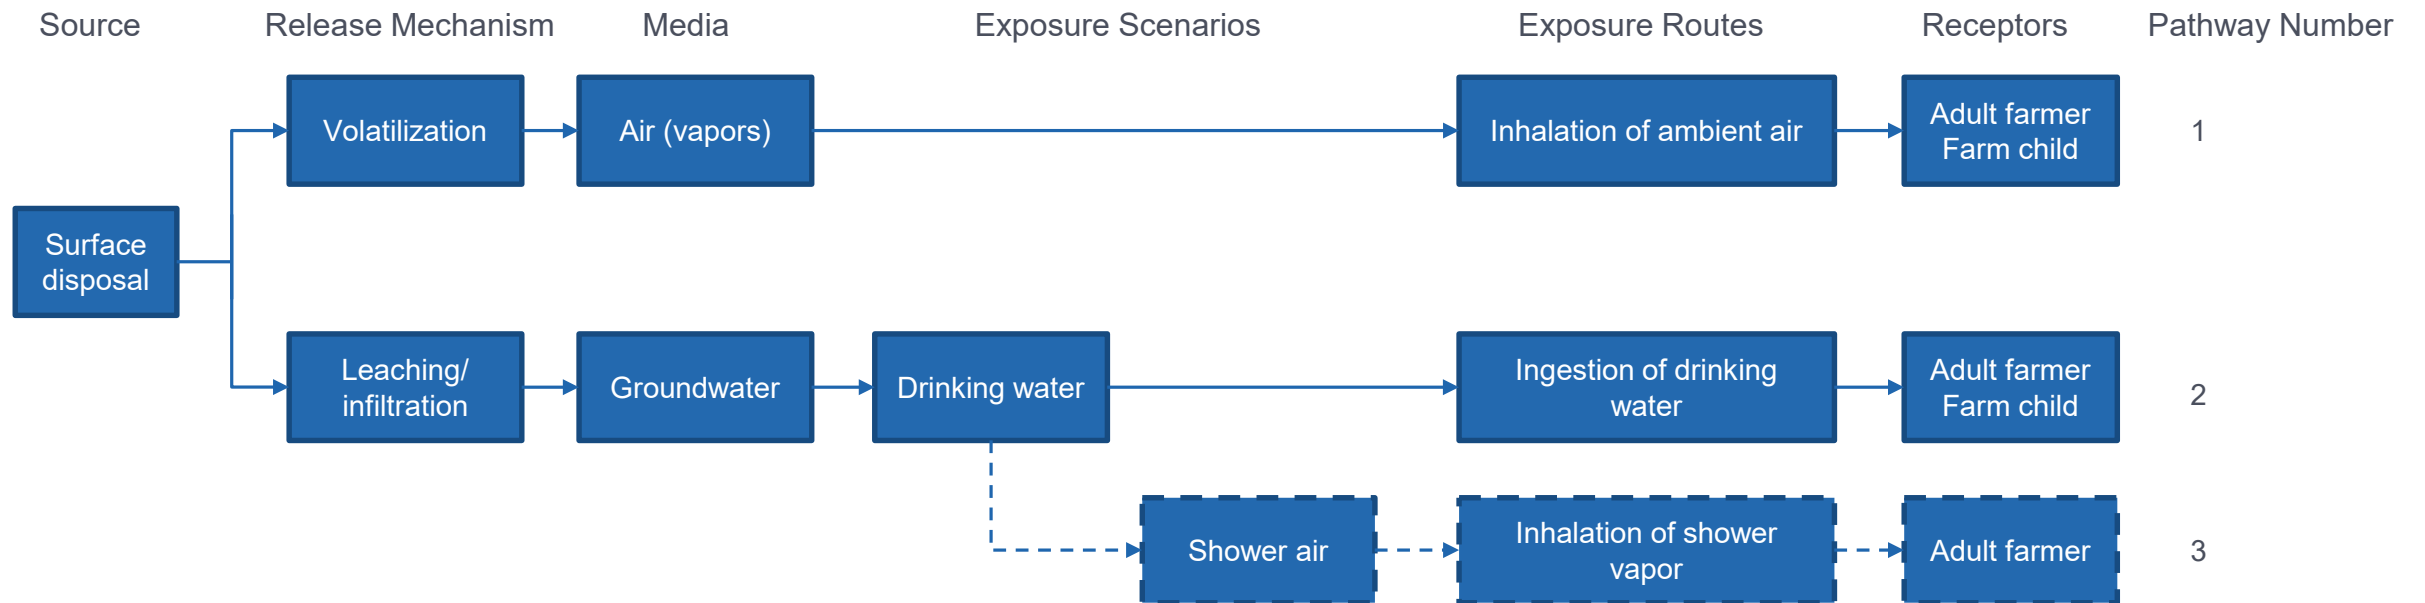 Source
Release Mechanism
Media
Exposure Scenarios
Exposure Routes
Receptors
Pathway Number
Volatilization
Air (vapors)
Inhalation of ambient air
Adult farmer
Farm child
1
Surface
disposal
Leaching/
infiltration
Groundwater
Drinking water
Ingestion of drinking
water
Adult farmer
Farm child
2
Shower air
Inhalation of shower
vapor
Adult farmer
3